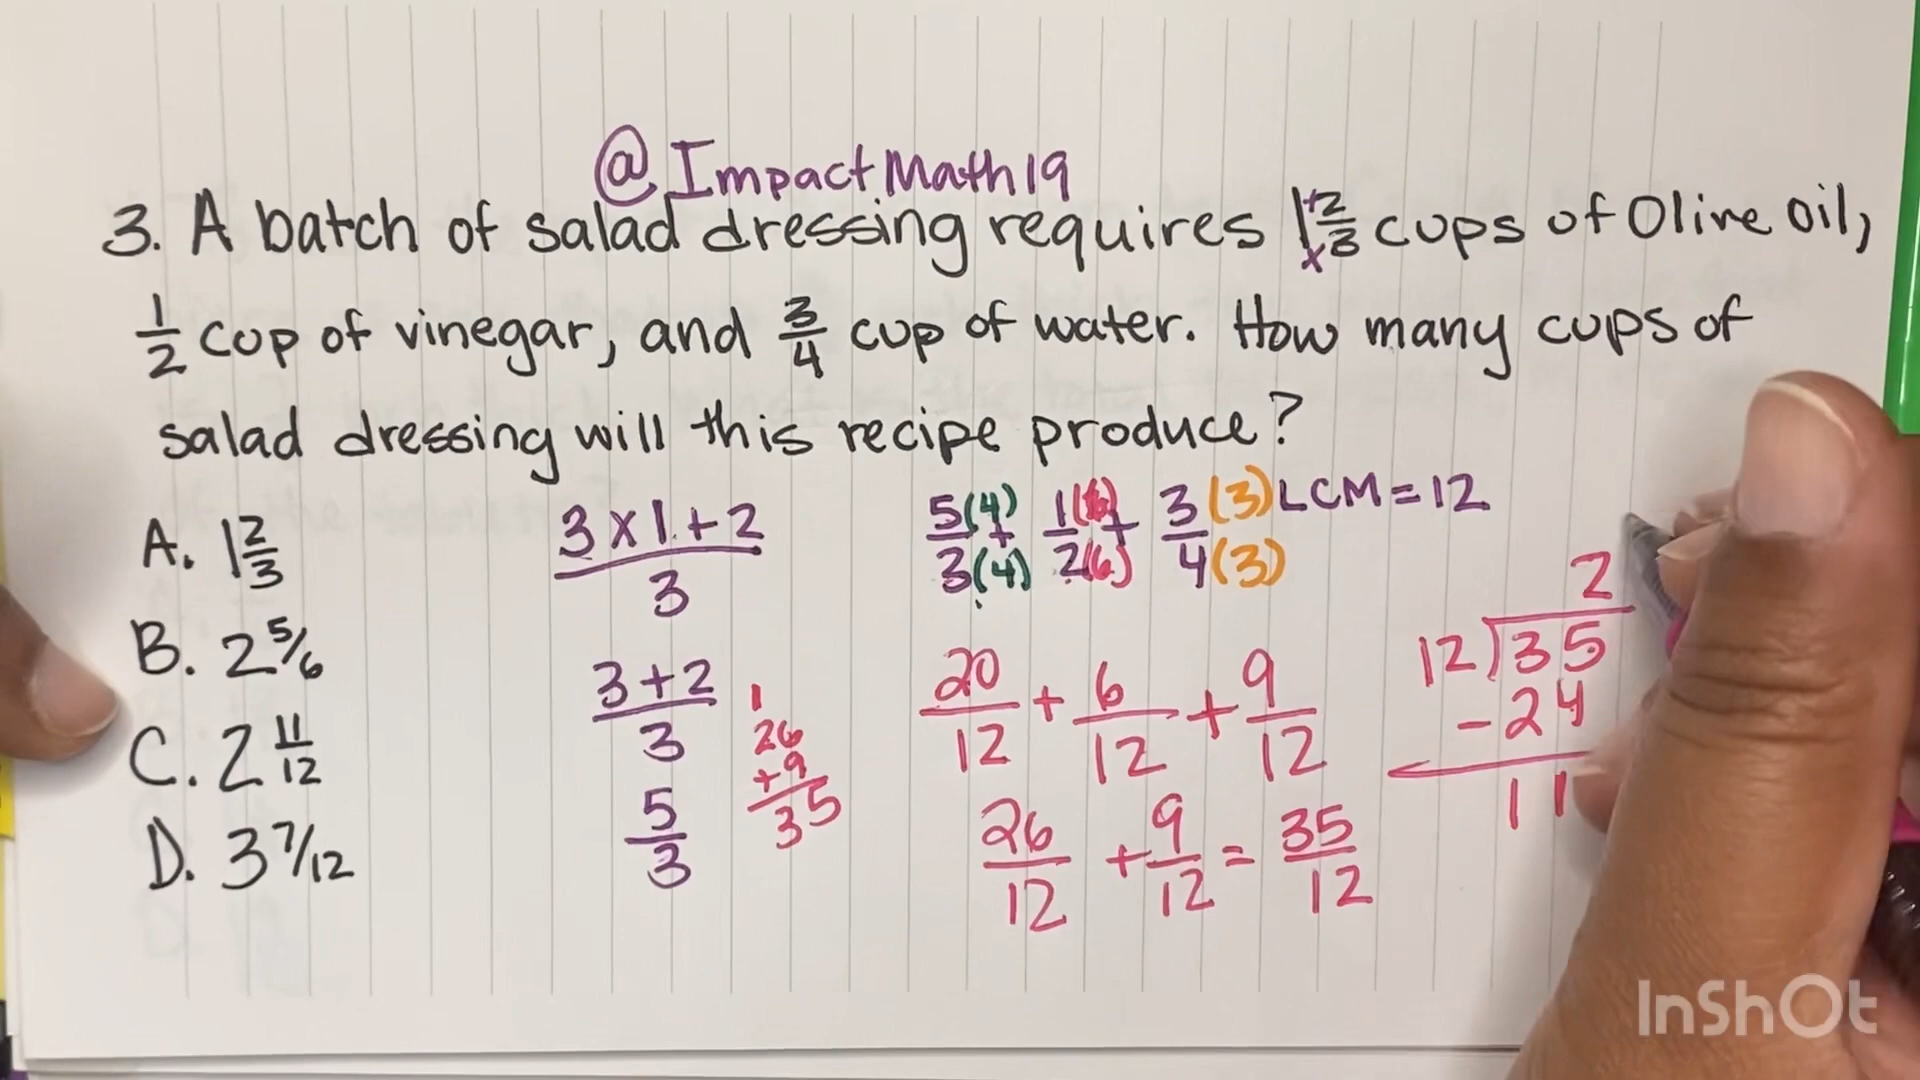 @ImpactMath19
3. A batch of salad dressing requires 1 2/3 cups of Olive oil,
1/2 cup of vinegar, and 3/4 cup of water. How many cups of
salad dressing will this recipe produce?
A. 1 2/3
B. 2 5/6
C. 2 11/12
D. 3 7/12
3 x 1 + 2
3
3 + 2
3
5
3
1
26
+ 9
35
5(4)/3(4) + 1(6)/2(6) + 3(3)/4(3) LCM = 12
20/12 + 6/12 + 9/12
26/12 + 9/12 = 35/12
2
12)35
- 24
11
InShOt